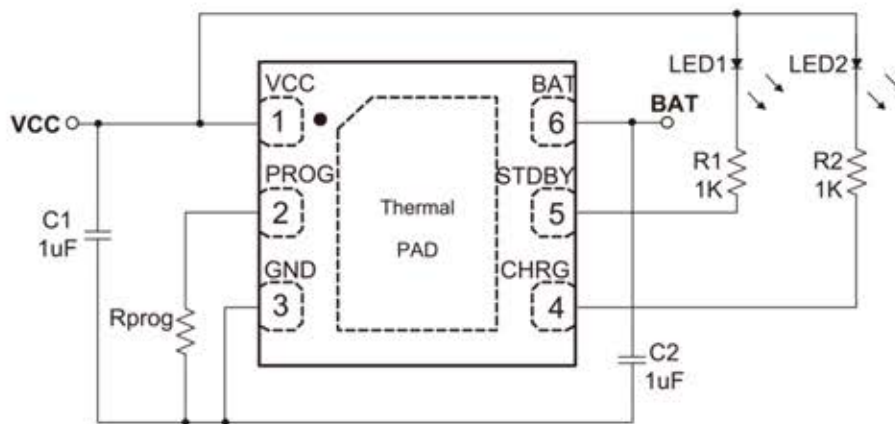 VCC
C1
1uF
Rprog
VCC
1
PROG
2
GND
3
Thermal
PAD
BAT
6
STDBY
5
CHRG
4
BAT
C2
1uF
LED1
R1
1K
LED2
R2
1K